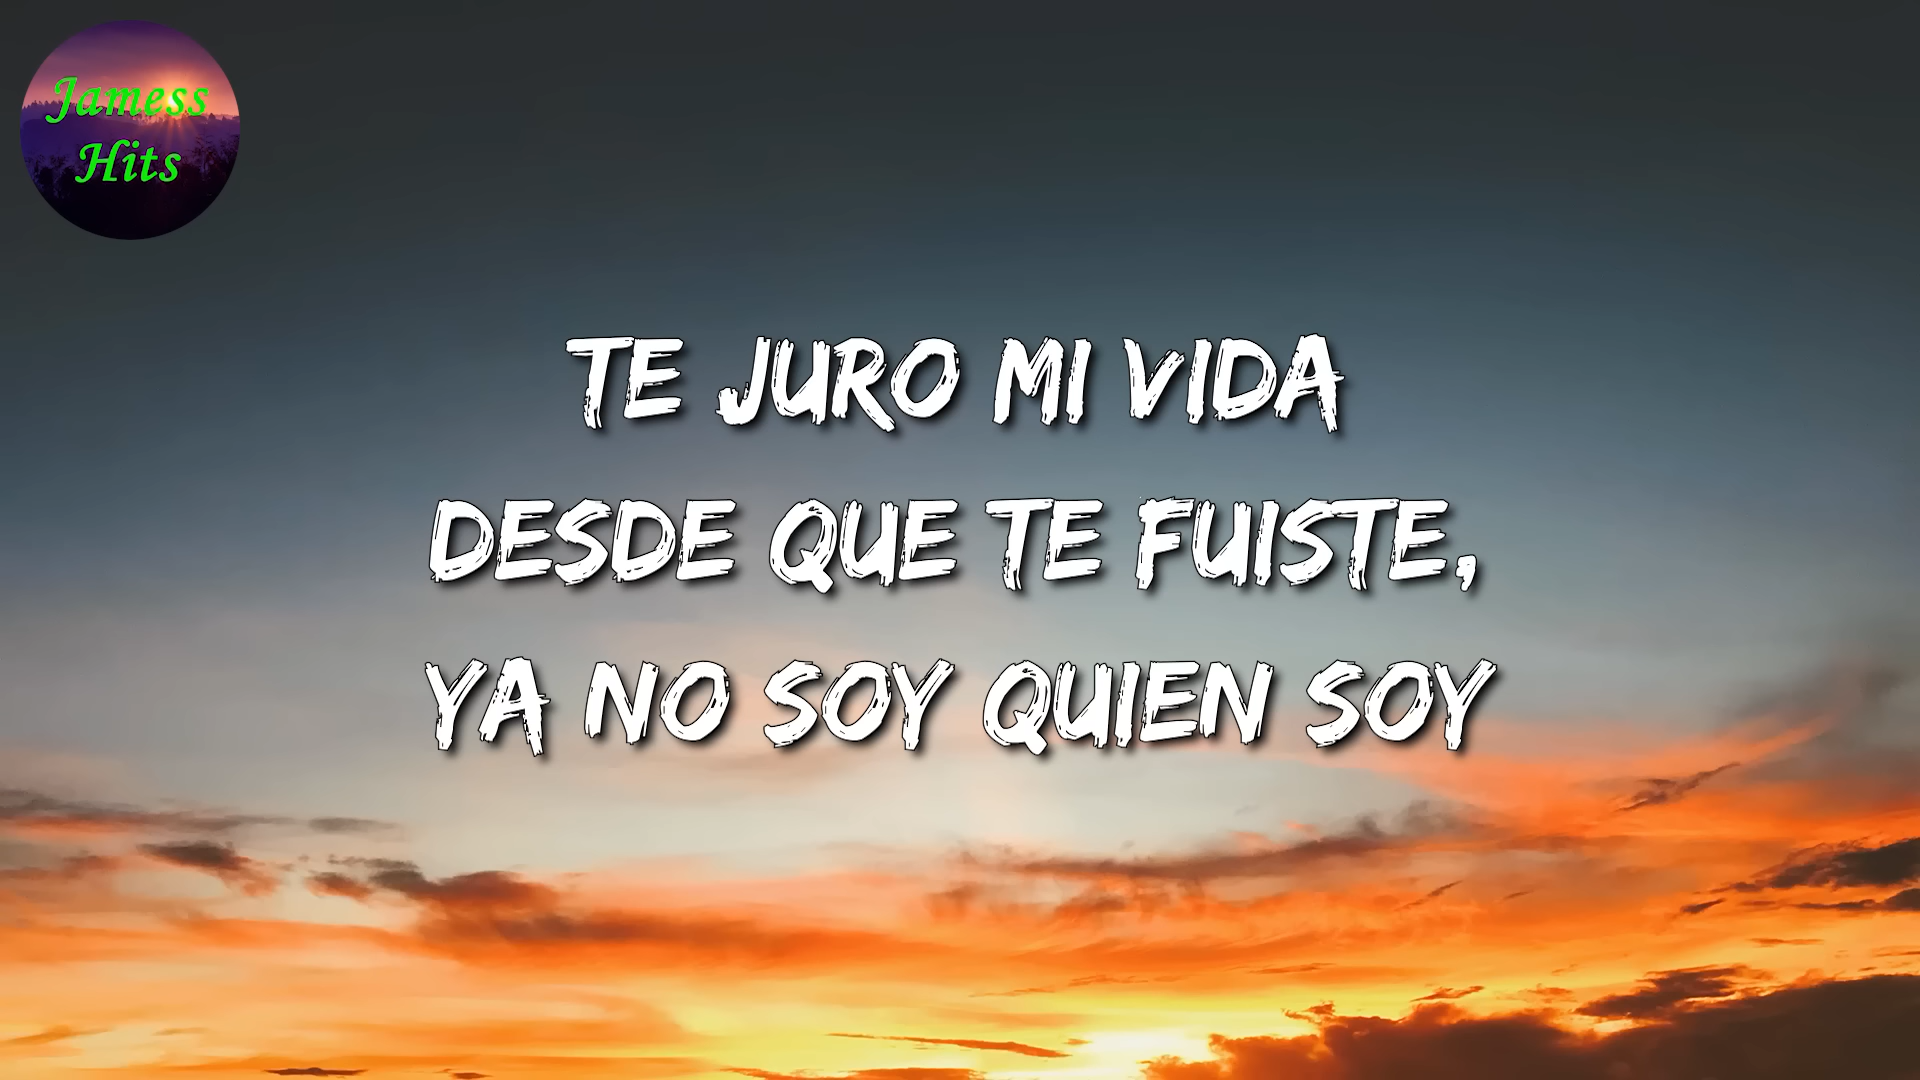 Jamess
Hits
TE JURO MI VIDA
DESDE QUE TE FUISTE,
YA NO SOY QUIEN SOY